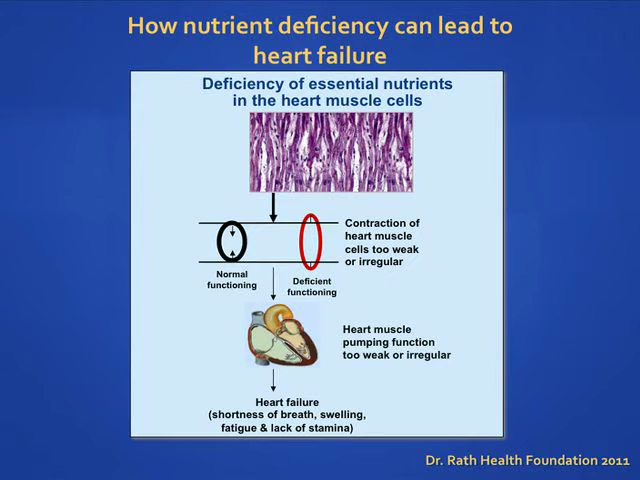 How nutrient deficiency can lead to
heart failure
Deficiency of essential nutrients
in the heart muscle cells
Contraction of
heart muscle
cells too weak
or irregular
Normal
functioning
Deficient
functioning
Heart muscle
pumping function
too weak or irregular
Heart failure
(shortness of breath, swelling,
fatigue & lack of stamina)
Dr. Rath Health Foundation 2011